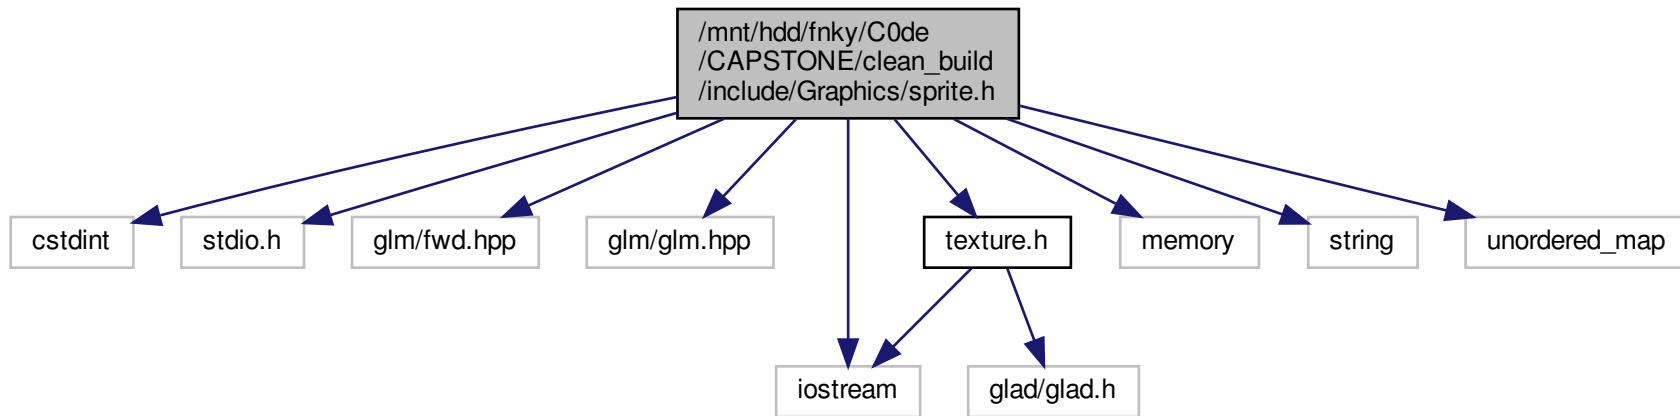 /mnt/hdd/fnky/C0de
/CAPSTONE/clean_build
/include/Graphics/sprite.h
cstdint
stdio.h
glm/fwd.hpp
glm/glm.hpp
texture.h
memory
string
unordered_map
iostream
glad/glad.h